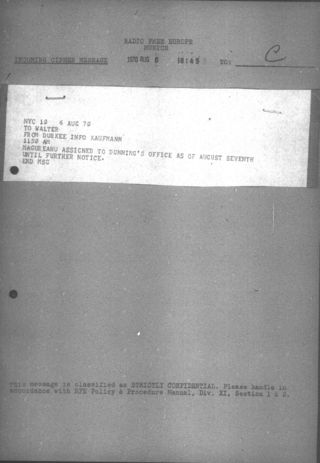 RADIO FREE EUROPE
MUNICH
INCOMING CIPHER MESSAGE 1970 AUG 6 18:45 TO: C
NYC 19 6 AUG 70
TO WALTER
FROM DURKEE INFO KAUFMANN
1150 AM
MAGUREANU ASSIGNED TO DUNNING'S OFFICE AS OF AUGUST SEVENTH
UNTIL FURTHER NOTICE.
END MSG
This message is classified as STRICTLY CONFIDENTIAL. Please handle in
accordance with RFE Policy & Procedure Manual, Div. XI, Section 1 & 2.